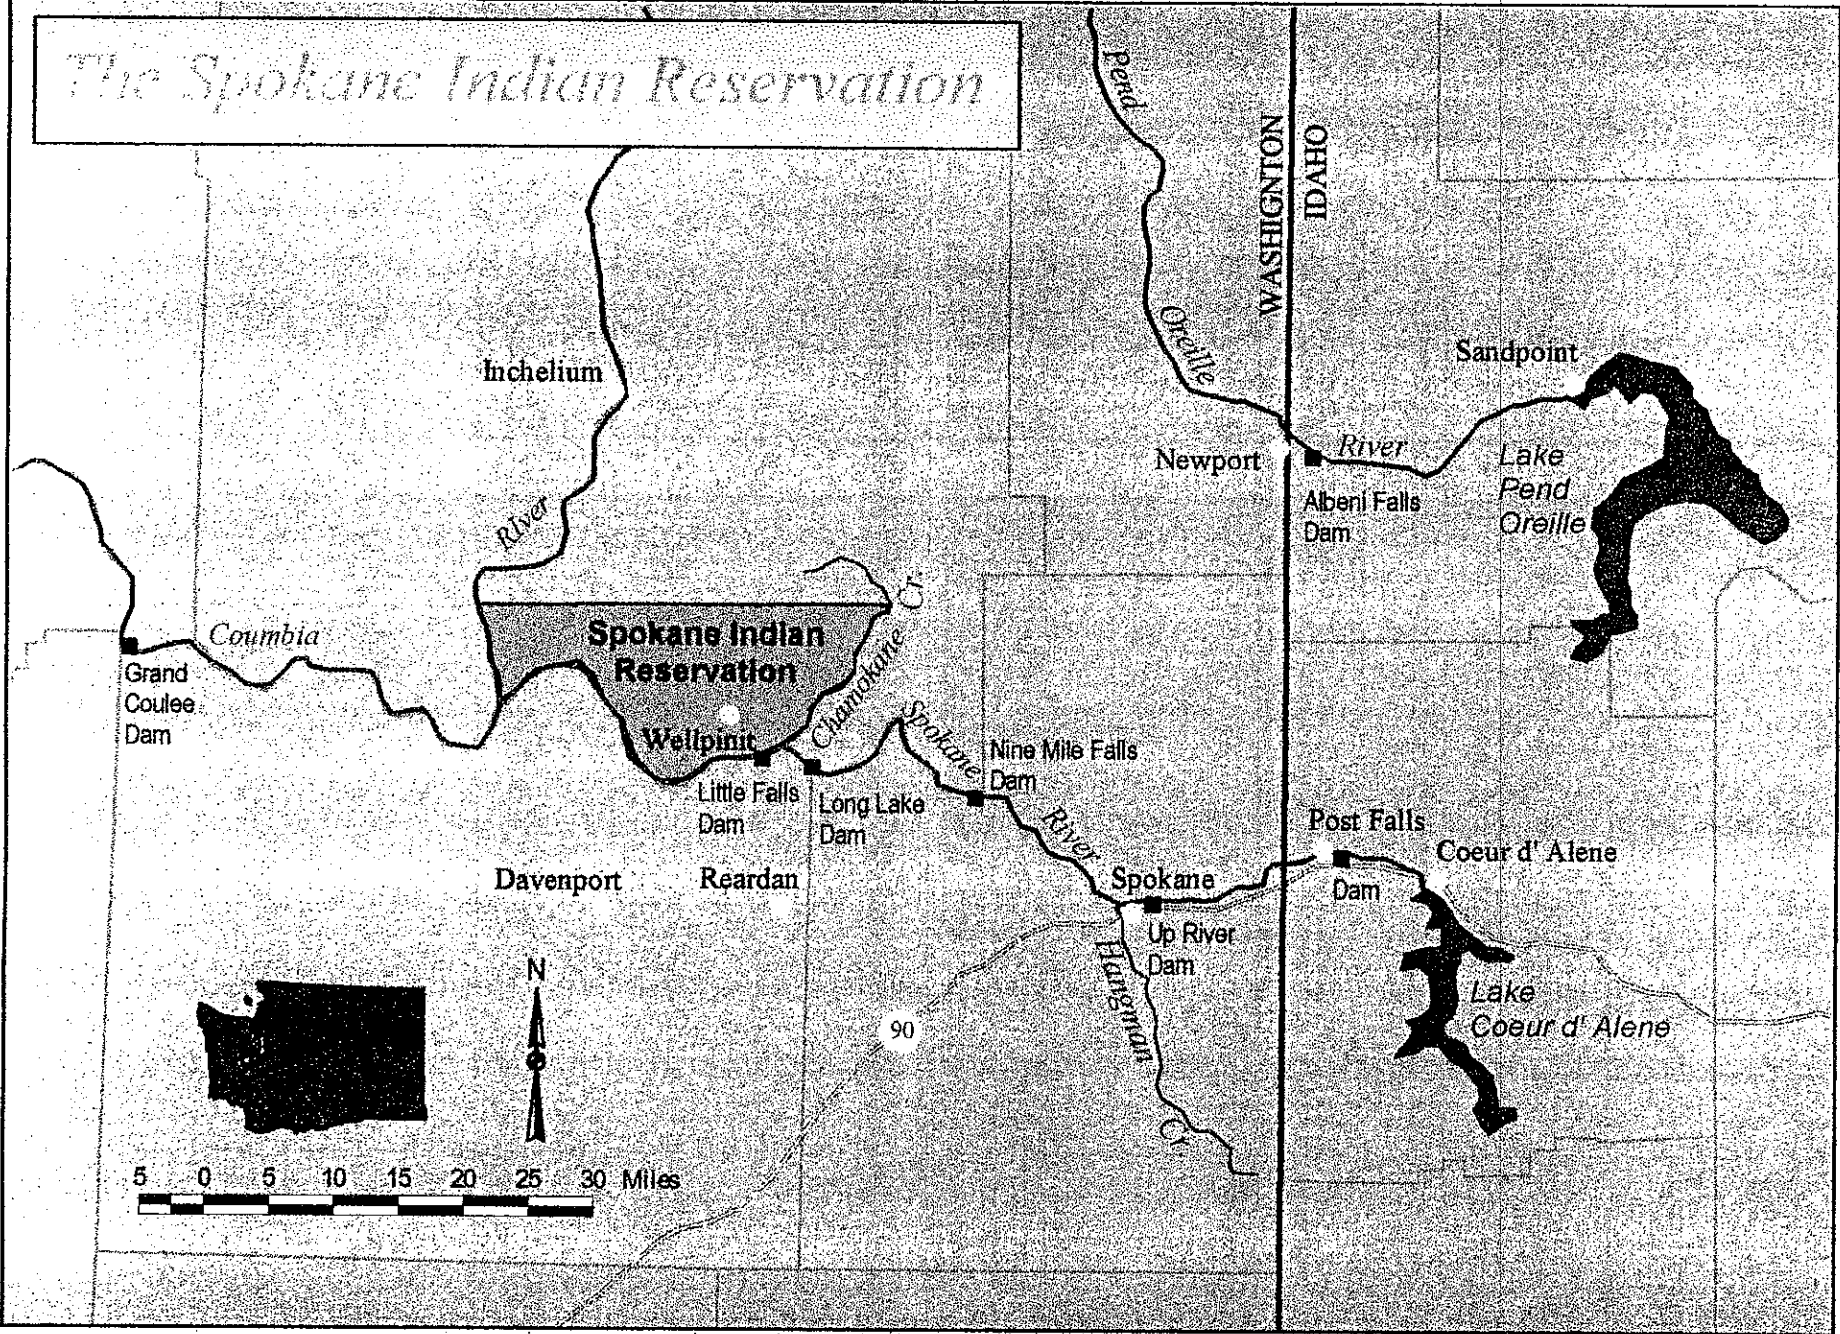 The Spokane Indian Reservation
Pend
Oreille
River
WASHIGNTON
IDAHO
Sandpoint
Inchelium
Newport
Albeni Falls
Dam
Lake
Pend
Oreille
RIver
Coumbia
Grand
Coulee
Dam
Spokane Indian
Reservation
Chamokane
Cr.
Wellpinit
Little Falls
Dam
Long Lake
Dam
Spokane
River
Nine Mile Falls
Dam
Post Falls
Dam
Coeur d' Alene
Davenport
Reardan
Spokane
Up River
Dam
Hangman
Cr.
Lake
Coeur d' Alene
N
90
5 0 5 10 15 20 25 30 Miles